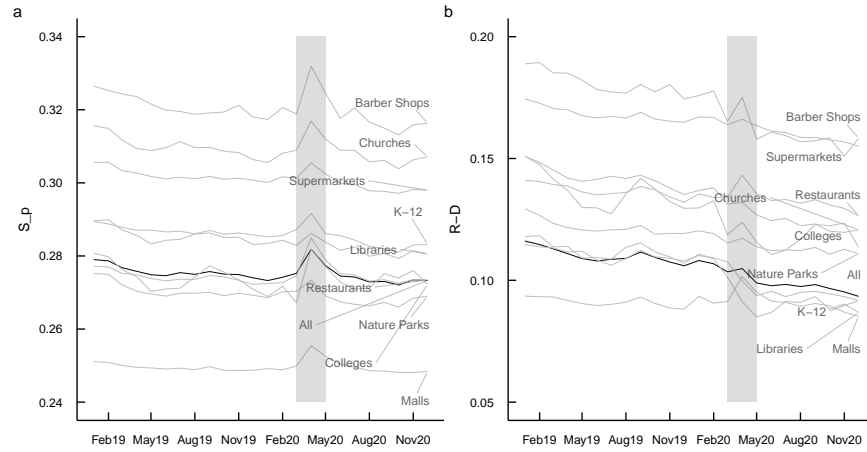 a
0.34
0.32
0.30
0.28
0.26
0.24
S_p
Barber Shops
Churches
Supermarkets
K−12
Libraries
Restaurants
All
Nature Parks
Colleges
Malls
Feb19 May19 Aug19 Nov19 Feb20 May20 Aug20 Nov20
b
0.20
0.15
0.10
0.05
R−D
Barber Shops
Supermarkets
Restaurants
Churches
Colleges
Nature Parks
All
K−12
Libraries
Malls
Feb19 May19 Aug19 Nov19 Feb20 May20 Aug20 Nov20